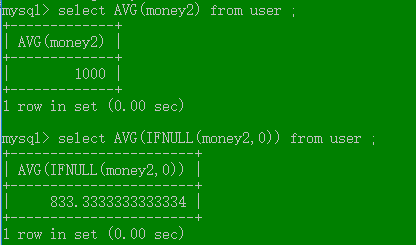 mysql> select AVG(money2) from user ;
+-------------+
| AVG(money2) |
+-------------+
|        1000 |
+-------------+
1 row in set (0.00 sec)
mysql> select AVG(IFNULL(money2,0)) from user ;
+-----------------------+
| AVG(IFNULL(money2,0)) |
+-----------------------+
|     833.3333333333334 |
+-----------------------+
1 row in set (0.00 sec)